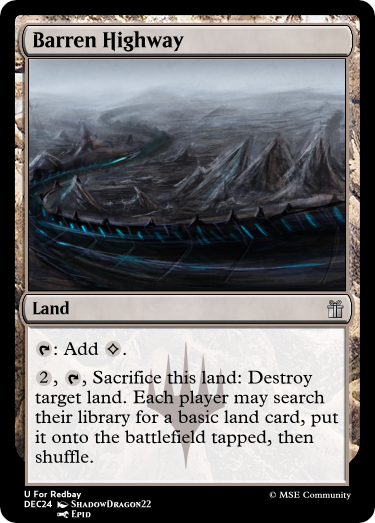 Barren Highway
Land
: Add .
2, , Sacrifice this land: Destroy
target land. Each player may search
their library for a basic land card, put
it onto the battlefield tapped, then
shuffle.
U For Redbay
DEC24 ShadowDragon22
Epid
© MSE Community